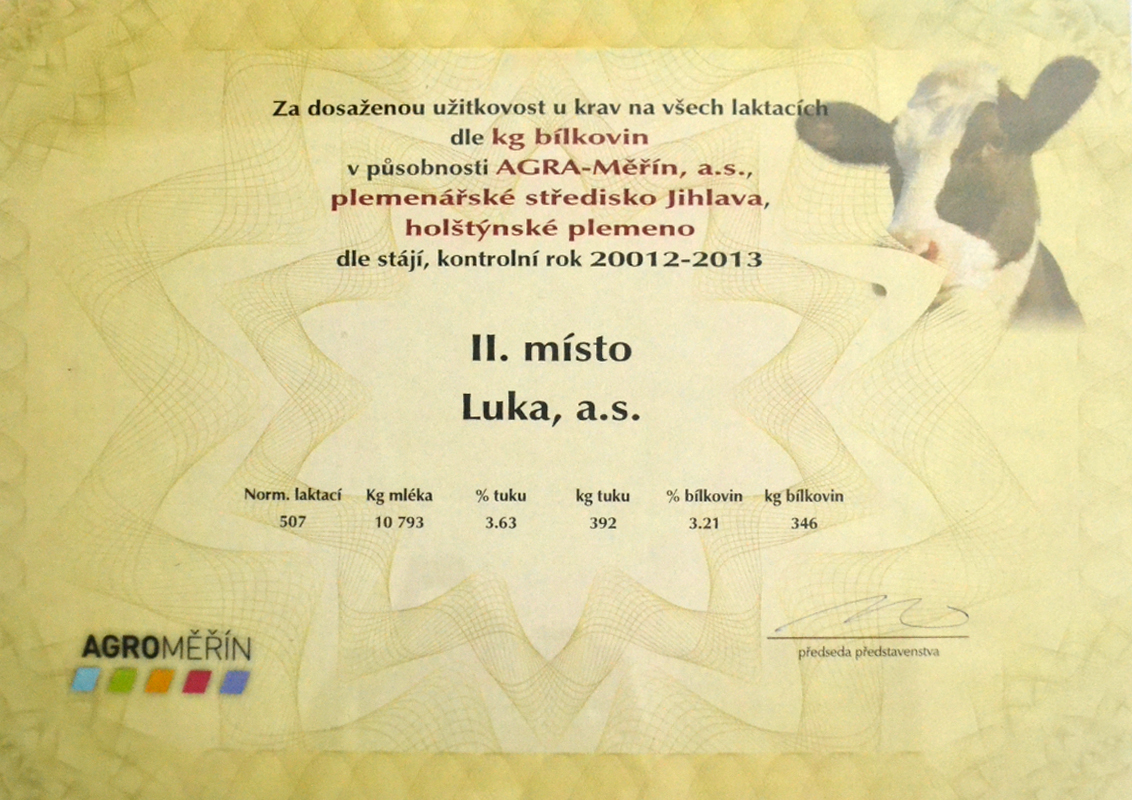 Za dosaženou užitkovost u krav na všech laktacích
dle kg bílkovin
v působnosti AGRA-Měřín, a.s.,
plemenářské středisko Jihlava,
holštýnské plemeno
dle stájí, kontrolní rok 20012-2013
II. místo
Luka, a.s.
Norm. laktací Kg mléka % tuku kg tuku % bílkovin kg bílkovin
507 10 793 3.63 392 3.21 346
AGROMĚŘÍN
předseda představenstva